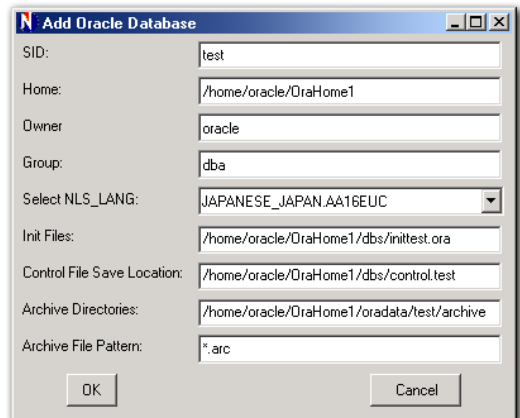 Add Oracle Database
SID: test
Home: /home/oracle/OraHome1
Owner oracle
Group: dba
Select NLS_LANG: JAPANESE_JAPAN.AA16EUC
Init Files: /home/oracle/OraHome1/dbs/inittest.ora
Control File Save Location: /home/oracle/OraHome1/dbs/control.test
Archive Directories: /home/oracle/OraHome1/oradata/test/archive
Archive File Pattern: *.arc
OK Cancel